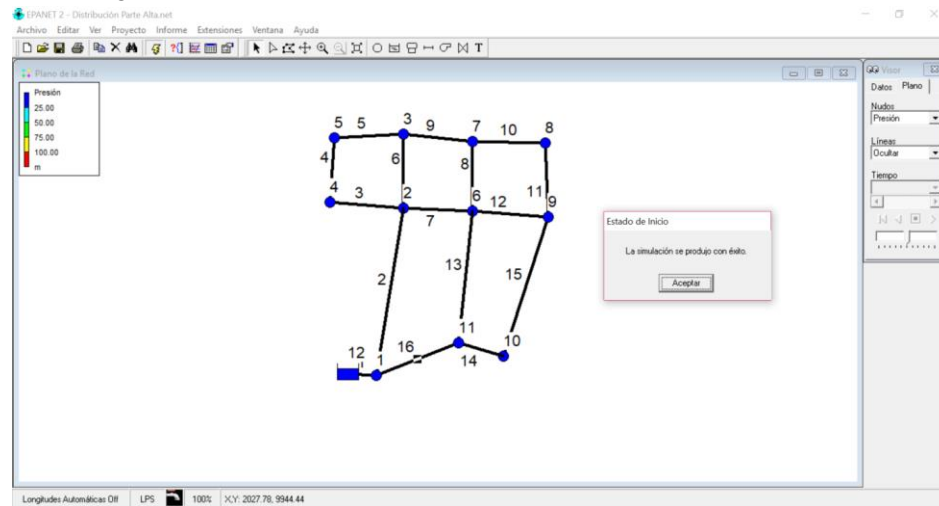 EPANET 2 - Distribución Parte Alta.net
Archivo Editar Ver Proyecto Informe Extensiones Ventana Ayuda
T
Plano de la Red
Presión
25.00
50.00
75.00
100.00
m
5 5 3 9 7 10 8
4 6 8 11
4 3 2 7 6 12 9
2 13 15
12 1 16 11 14 10
Estado de Inicio
La simulación se produjo con éxito.
Aceptar
Visor
Datos Plano
Nudos
Presión
Líneas
Ocultar
Tiempo
Longitudes Automáticas Off LPS 100% X,Y: 2027.78, 9944.44